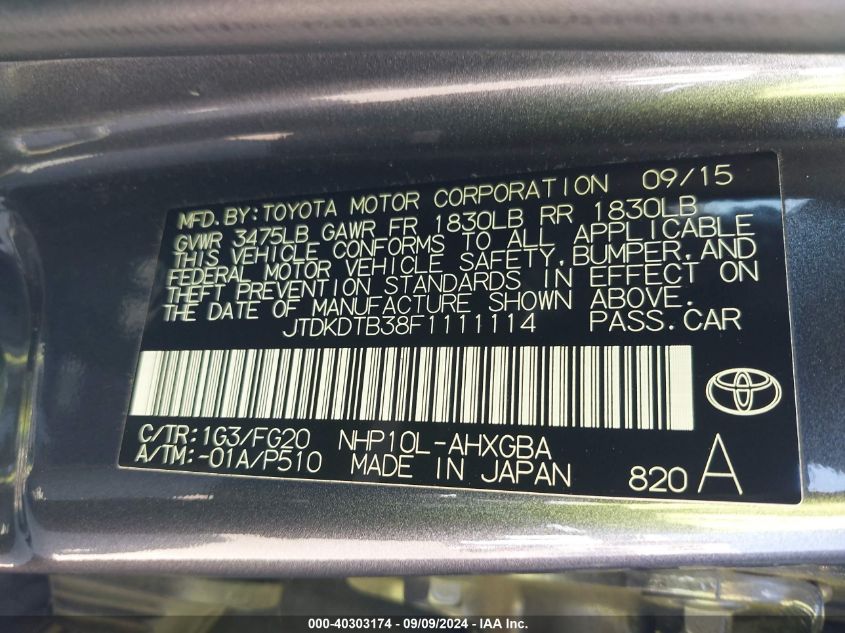 MFD. BY: TOYOTA MOTOR CORPORATION 09/15
GVWR 3475LB GAWR FR 1830LB RR 1830LB
THIS VEHICLE CONFORMS TO ALL APPLICABLE
FEDERAL MOTOR VEHICLE SAFETY, BUMPER, AND
THEFT PREVENTION STANDARDS IN EFFECT ON
THE DATE OF MANUFACTURE SHOWN ABOVE.
JTDKDTB38F1111114 PASS. CAR
C/TR:1G3/FG20 NHP10L-AHXGBA
A/TM:-01A/P510 MADE IN JAPAN 820 A
000-40303174 - 09/09/2024 - IAA Inc.